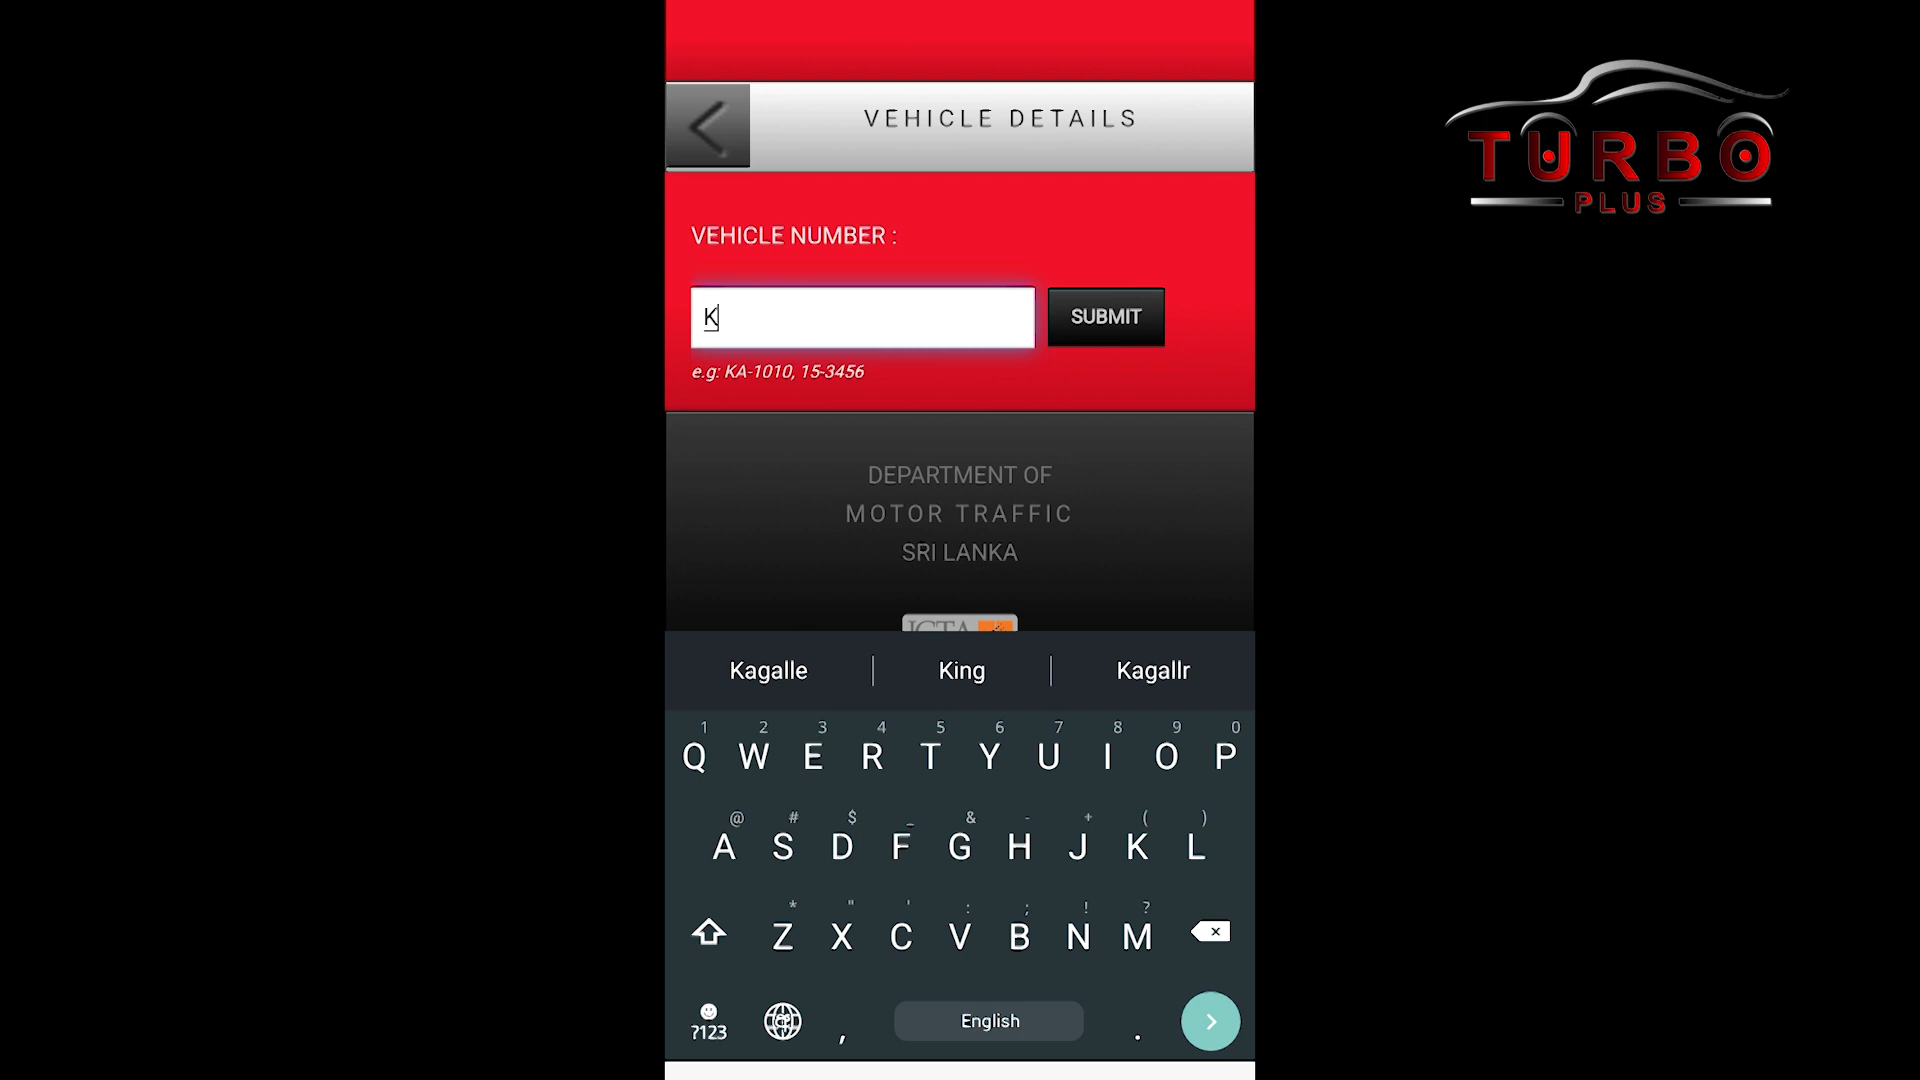 VEHICLE DETAILS
TURBO
PLUS
VEHICLE NUMBER :
K
SUBMIT
e.g: KA-1010, 15-3456
DEPARTMENT OF
MOTOR TRAFFIC
SRI LANKA
ICTA
Kagalle King Kagallr
1 2 3 4 5 6 7 8 9 0
Q W E R T Y U I O P
@ # $ _ & - + ( )
A S D F G H J K L
* " ' : ; ! ?
Z X C V B N M
?123 , English .